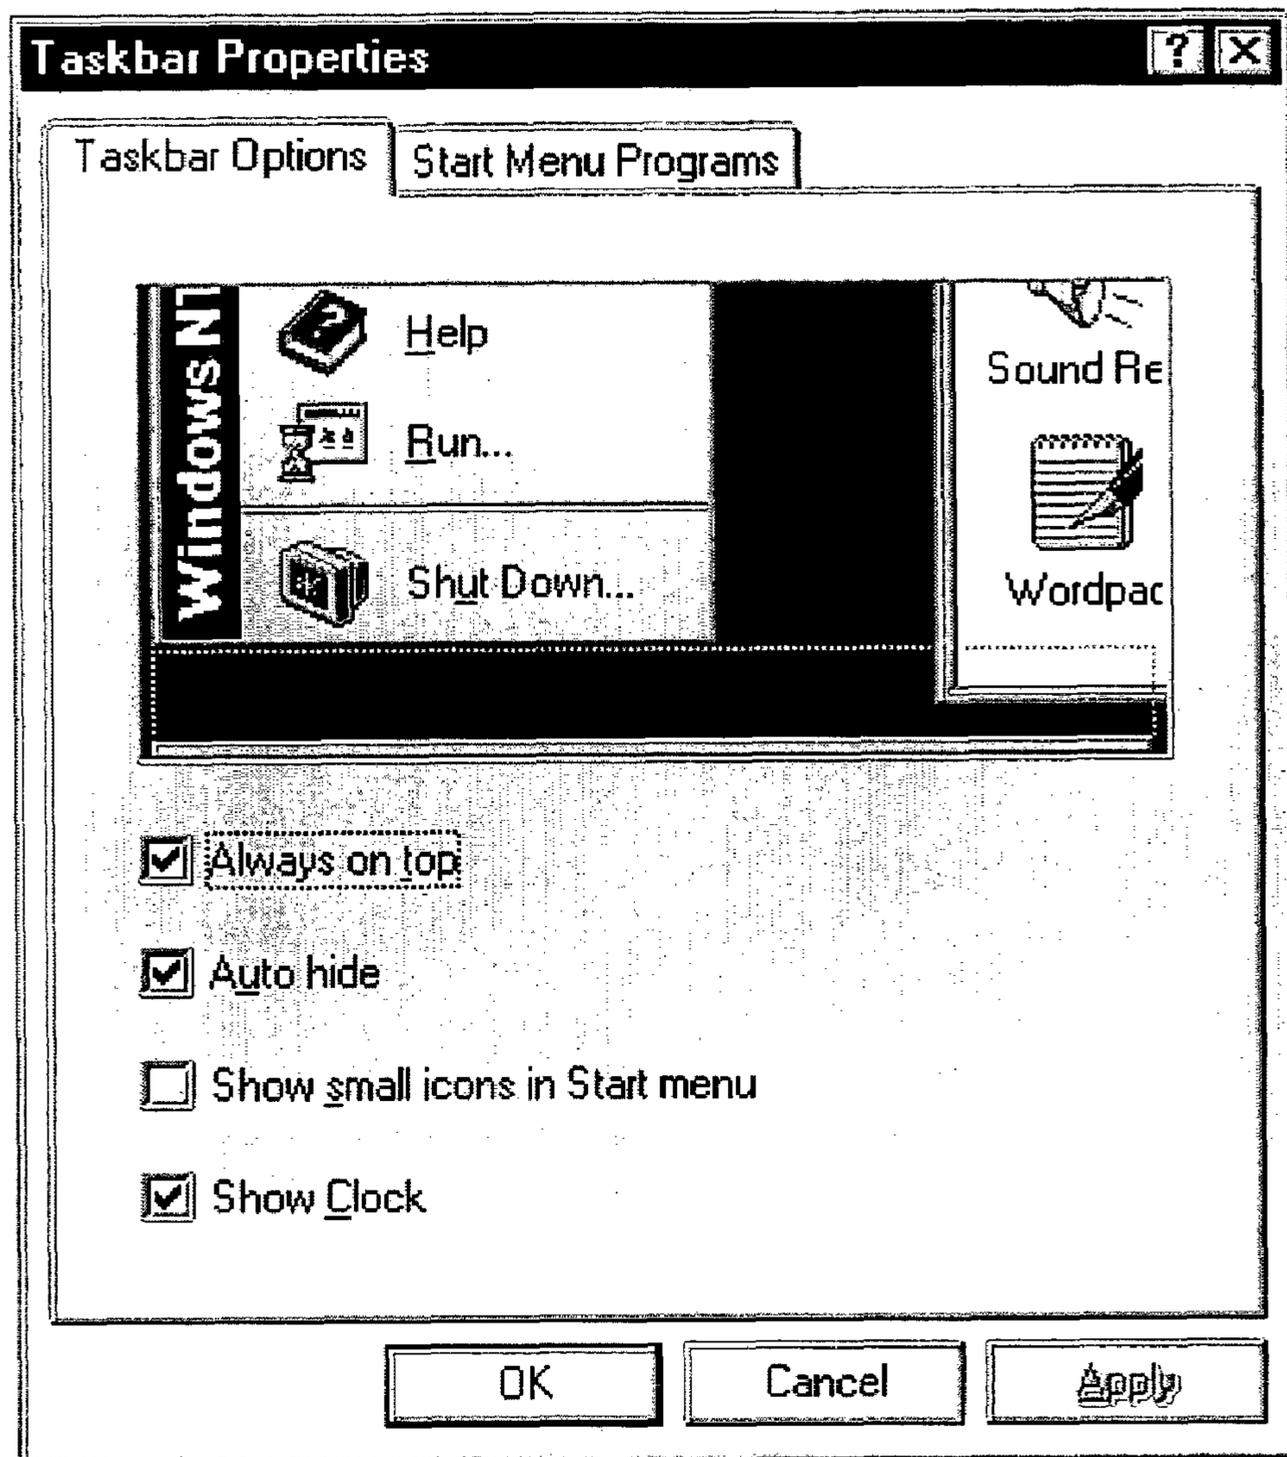 Taskbar Properties
Taskbar Options
Start Menu Programs
Windows NT
Help
Run...
Shut Down...
Sound Re
Wordpac
Always on top
Auto hide
Show small icons in Start menu
Show Clock
OK
Cancel
Apply